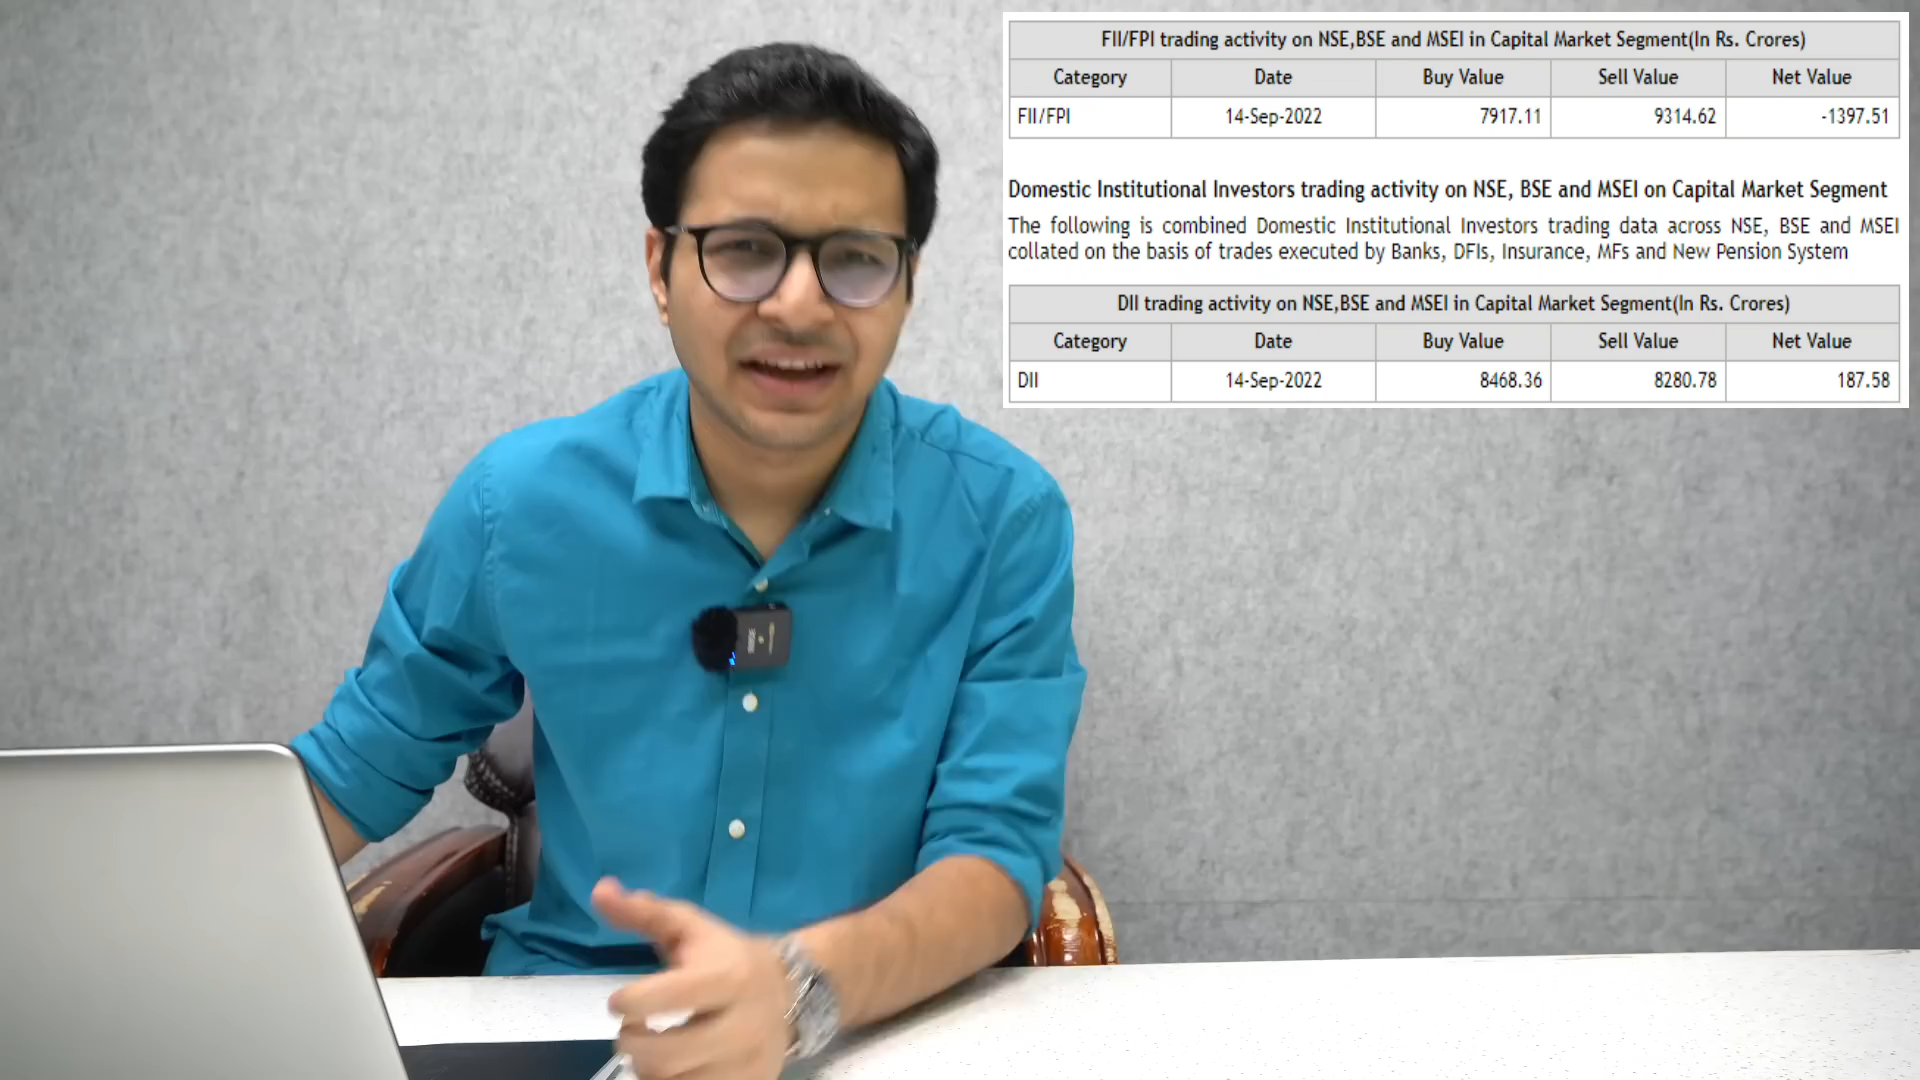 FII/FPI trading activity on NSE,BSE and MSEI in Capital Market Segment(In Rs. Crores)
Category Date Buy Value Sell Value Net Value
FII/FPI 14-Sep-2022 7917.11 9314.62 -1397.51
Domestic Institutional Investors trading activity on NSE, BSE and MSEI on Capital Market Segment
The following is combined Domestic Institutional Investors trading data across NSE, BSE and MSEI
collated on the basis of trades executed by Banks, DFIs, Insurance, MFs and New Pension System
DII trading activity on NSE,BSE and MSEI in Capital Market Segment(In Rs. Crores)
Category Date Buy Value Sell Value Net Value
DII 14-Sep-2022 8468.36 8280.78 187.58